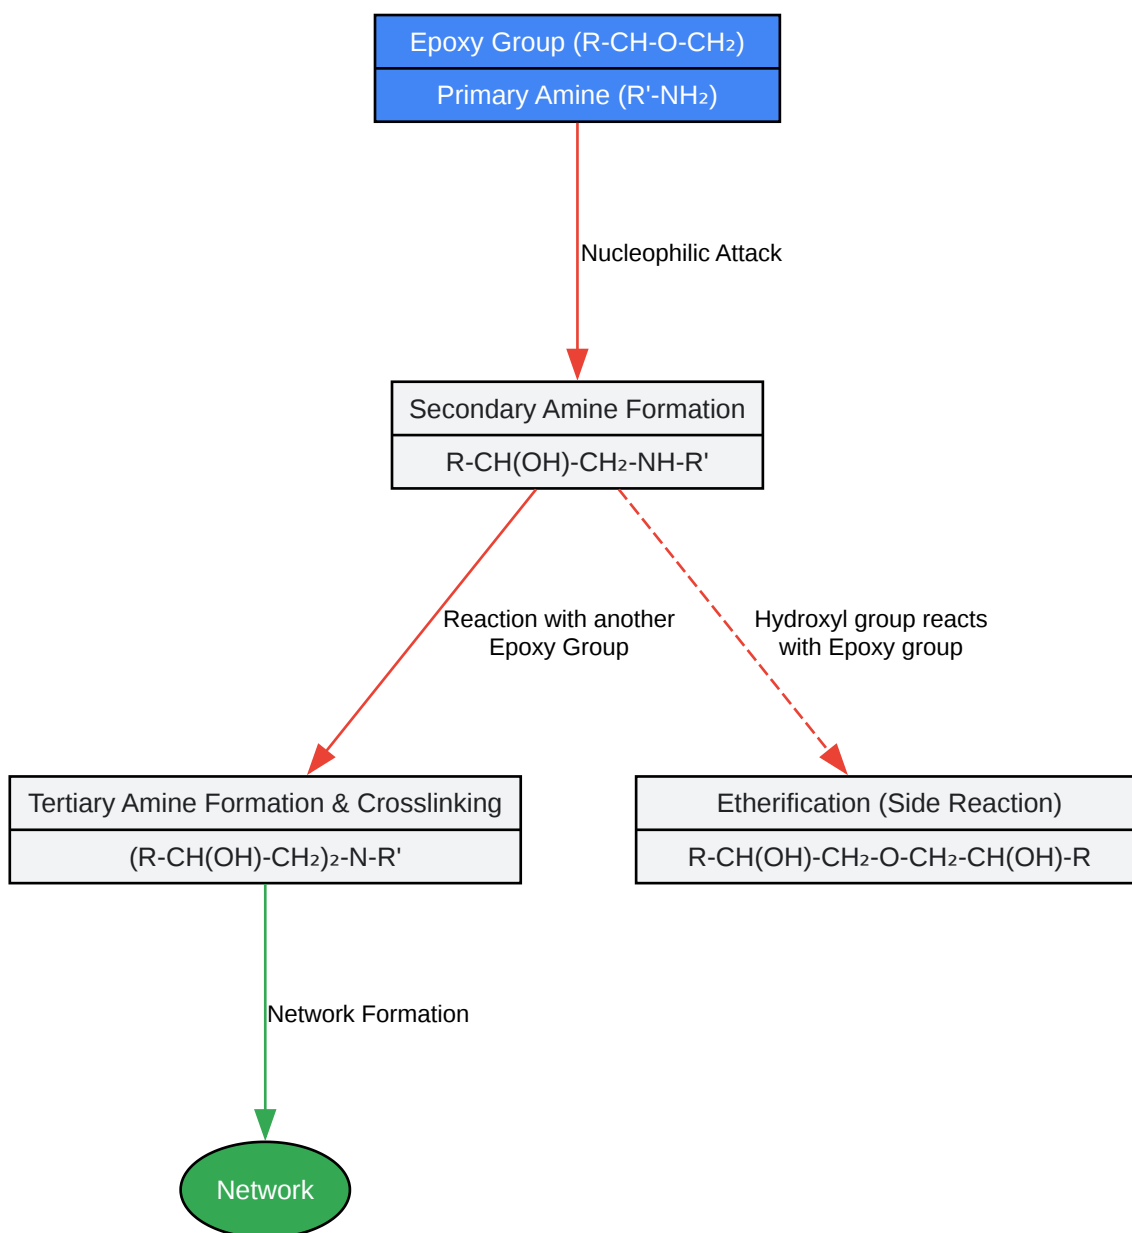 Epoxy Group (R-CH-O-CH₂)
Primary Amine (R'-NH₂)
Nucleophilic Attack
Secondary Amine Formation
R-CH(OH)-CH₂-NH-R'
Reaction with another
Epoxy Group
Hydroxyl group reacts
with Epoxy group
Tertiary Amine Formation & Crosslinking
(R-CH(OH)-CH₂)₂-N-R'
Etherification (Side Reaction)
R-CH(OH)-CH₂-O-CH₂-CH(OH)-R
Network Formation
Network